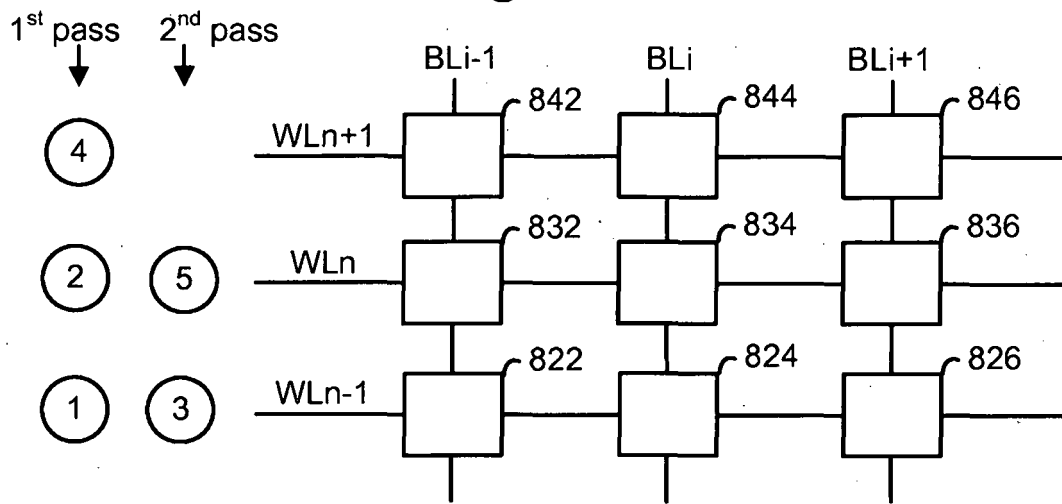 1st pass 2nd pass
BLi-1 BLi BLi+1
842 844 846
4 WLn+1
832 834 836
2 5 WLn
822 824 826
1 3 WLn-1